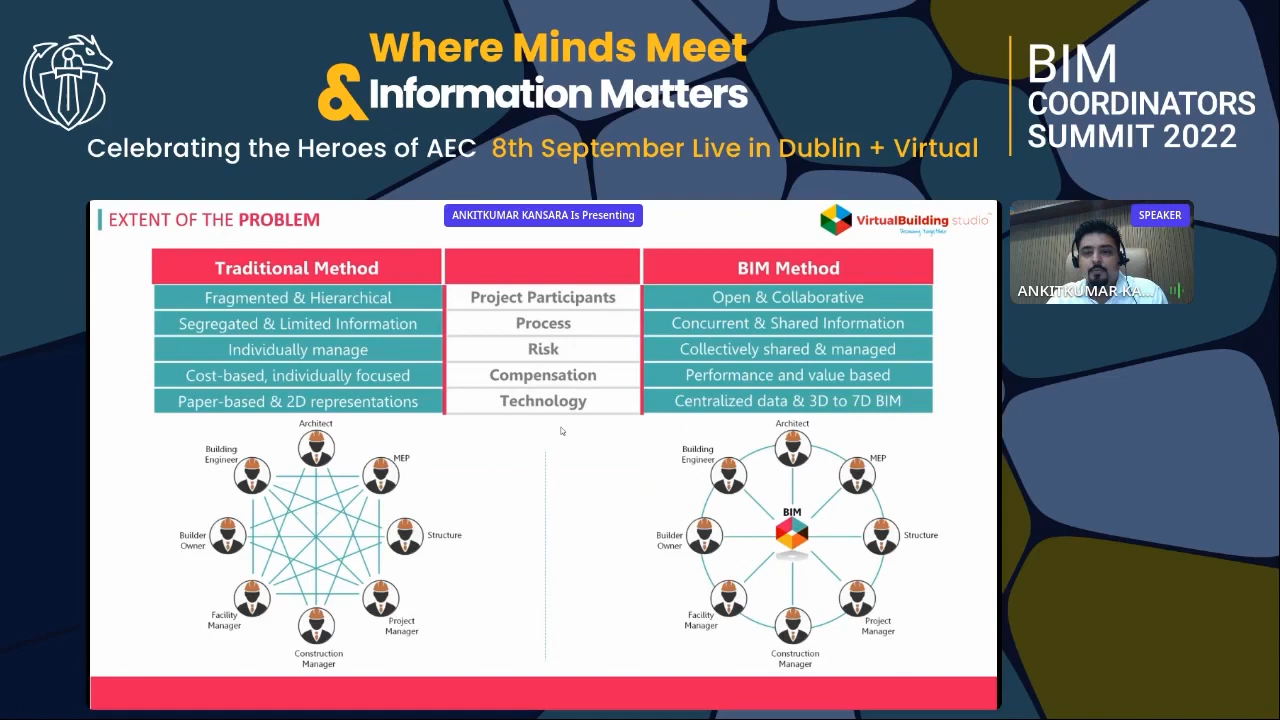 Where Minds Meet
& Information Matters
Celebrating the Heroes of AEC 8th September Live in Dublin + Virtual
BIM
COORDINATORS
SUMMIT 2022
EXTENT OF THE PROBLEM
ANKITKUMAR KANSARA Is Presenting
VirtualBuilding studio
SPEAKER
ANKITKUMAR KA...
Traditional Method BIM Method
Fragmented & Hierarchical Project Participants Open & Collaborative
Segregated & Limited Information Process Concurrent & Shared Information
Individually manage Risk Collectively shared & managed
Cost-based, individually focused Compensation Performance and value based
Paper-based & 2D representations Technology Centralized data & 3D to 7D BIM
Architect
Building
Engineer
MEP
Builder
Owner
Structure
Facility
Manager
Project
Manager
Construction
Manager
Architect
Building
Engineer
MEP
BIM
Builder
Owner
Structure
Facility
Manager
Project
Manager
Construction
Manager